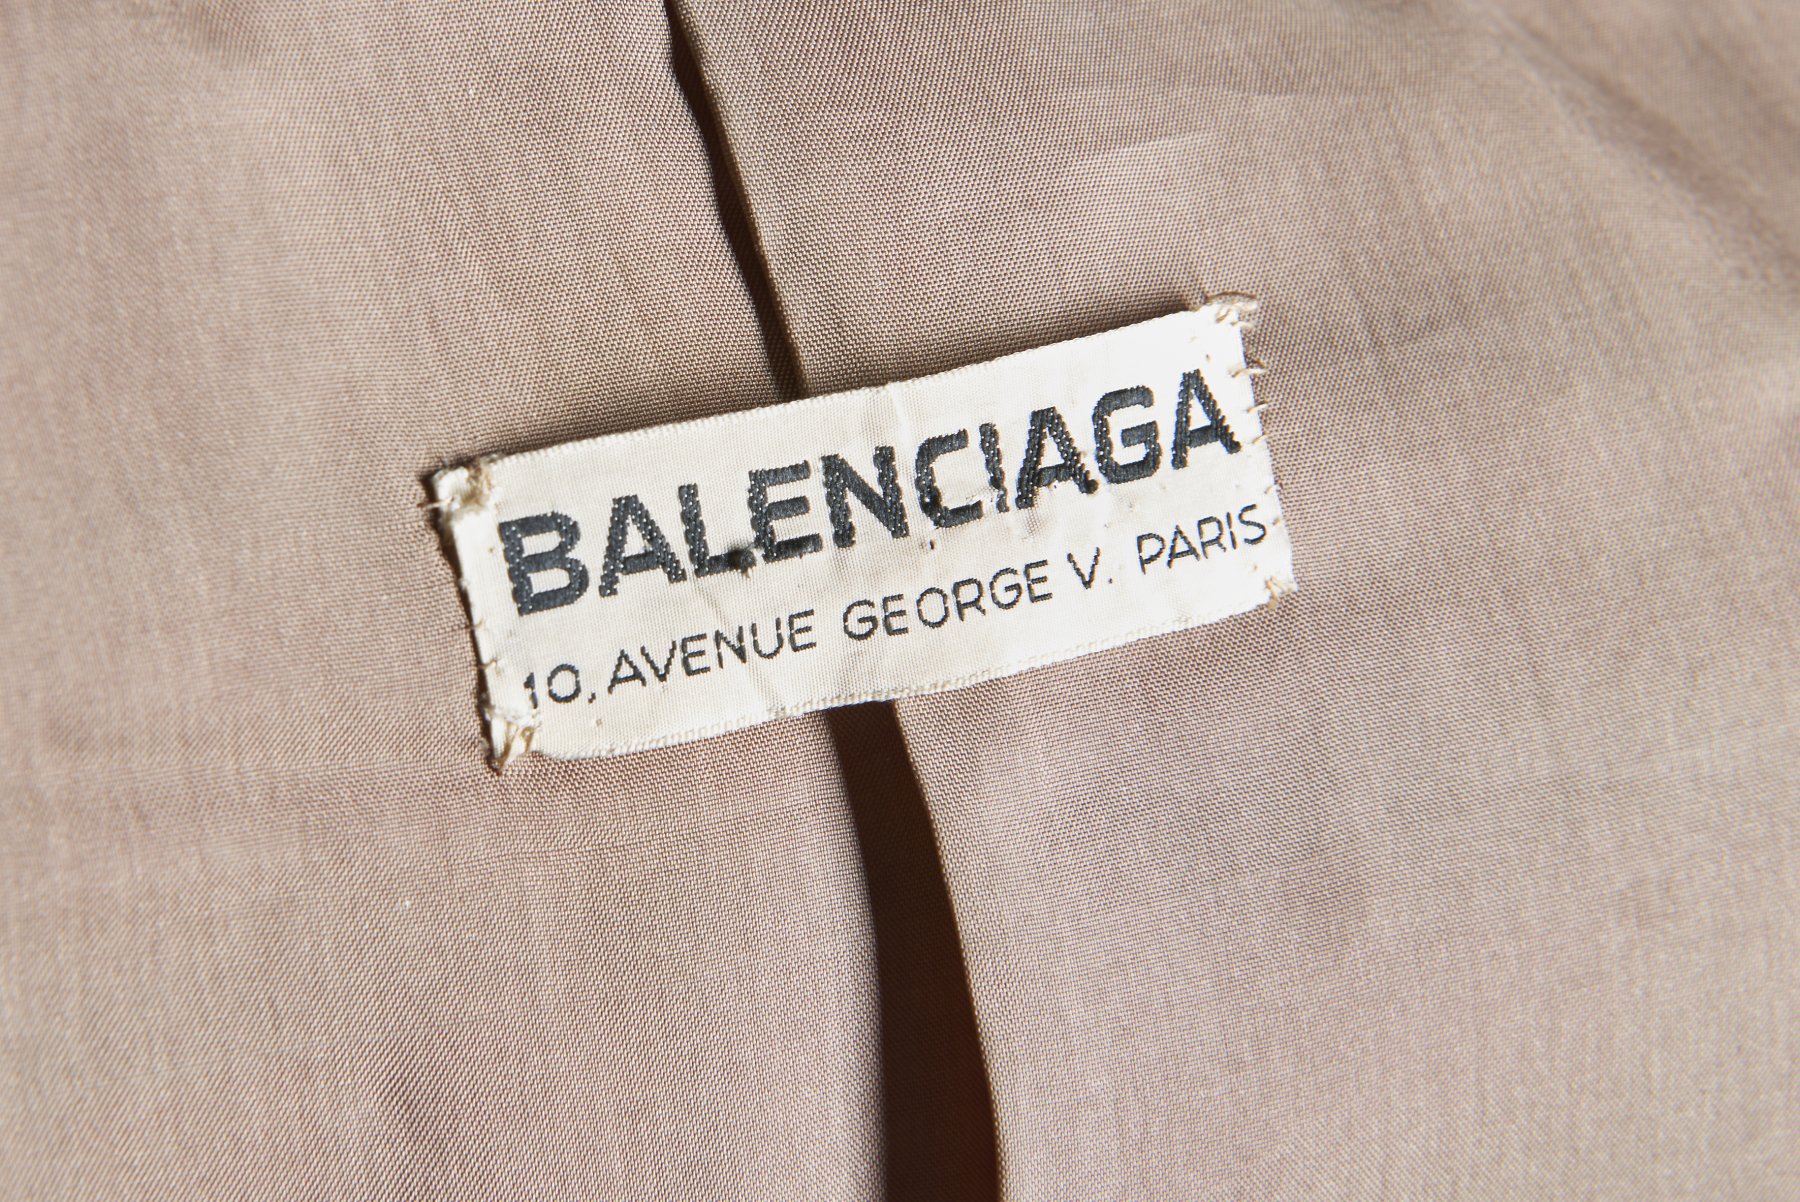 BALENCIAGA
10, AVENUE GEORGE V. PARIS